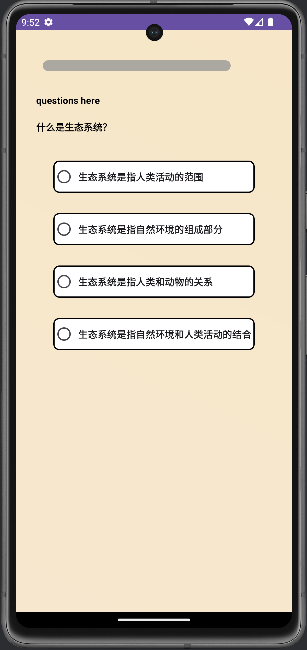 9:52
questions here
什么是生态系统?
生态系统是指人类活动的范围
生态系统是指自然环境的组成部分
生态系统是指人类和动物的关系
生态系统是指自然环境和人类活动的结合